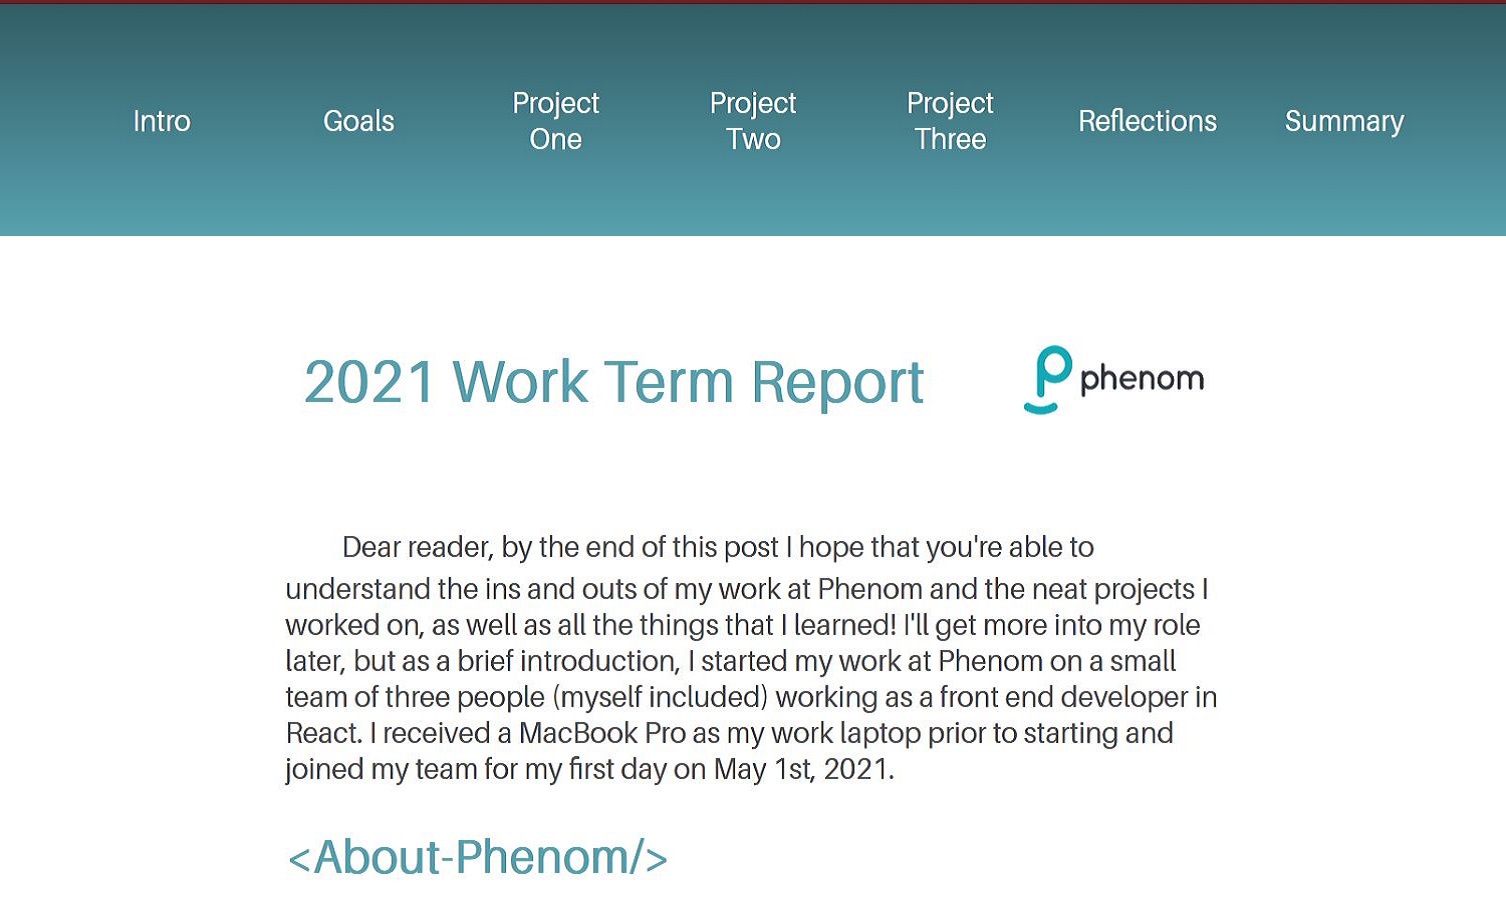 Intro
Goals
Project
One
Project
Two
Project
Three
Reflections
Summary
2021 Work Term Report
phenom
Dear reader, by the end of this post I hope that you're able to
understand the ins and outs of my work at Phenom and the neat projects I
worked on, as well as all the things that I learned! I'll get more into my role
later, but as a brief introduction, I started my work at Phenom on a small
team of three people (myself included) working as a front end developer in
React. I received a MacBook Pro as my work laptop prior to starting and
joined my team for my first day on May 1st, 2021.
<About-Phenom/>